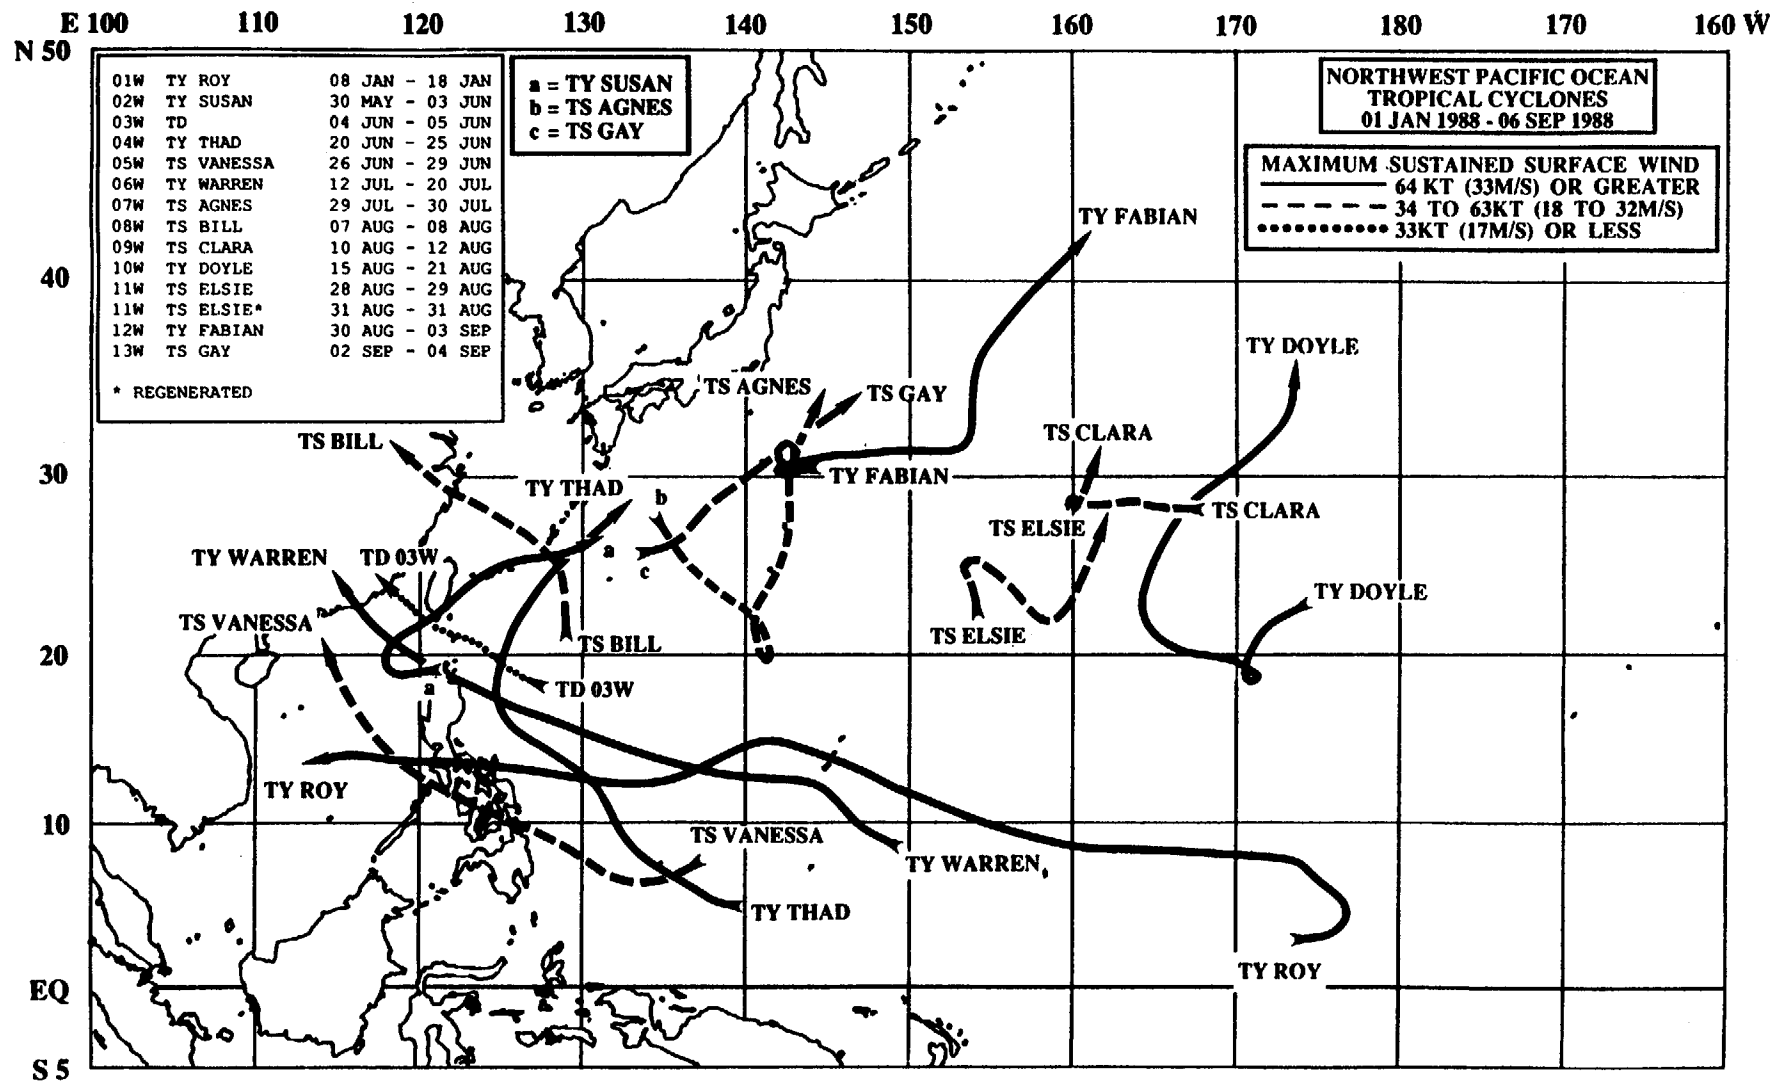 E 100 110 120 130 140 150 160 170 180 170 160 W
N 50
40
30
20
10
EQ
S 5
01W TY ROY 08 JAN - 18 JAN
02W TY SUSAN 30 MAY - 03 JUN
03W TD 04 JUN - 05 JUN
04W TY THAD 20 JUN - 25 JUN
05W TS VANESSA 26 JUN - 29 JUN
06W TY WARREN 12 JUL - 20 JUL
07W TS AGNES 29 JUL - 30 JUL
08W TS BILL 07 AUG - 08 AUG
09W TS CLARA 10 AUG - 12 AUG
10W TY DOYLE 15 AUG - 21 AUG
11W TS ELSIE 28 AUG - 29 AUG
11W TS ELSIE* 31 AUG - 31 AUG
12W TY FABIAN 30 AUG - 03 SEP
13W TS GAY 02 SEP - 04 SEP
* REGENERATED
a = TY SUSAN
b = TS AGNES
c = TS GAY
NORTHWEST PACIFIC OCEAN
TROPICAL CYCLONES
01 JAN 1988 - 06 SEP 1988
MAXIMUM SUSTAINED SURFACE WIND
64 KT (33M/S) OR GREATER
34 TO 63KT (18 TO 32M/S)
33KT (17M/S) OR LESS
TY FABIAN
TY DOYLE
TS AGNES
TS GAY
TS BILL
TS CLARA
TY FABIAN
TY THAD
b
TS CLARA
TS ELSIE
a
TY WARREN
TD 03W
c
TY DOYLE
TS VANESSA
TS ELSIE
TS BILL
a
TD 03W
TY ROY
TS VANESSA
TY WARREN
TY THAD
TY ROY